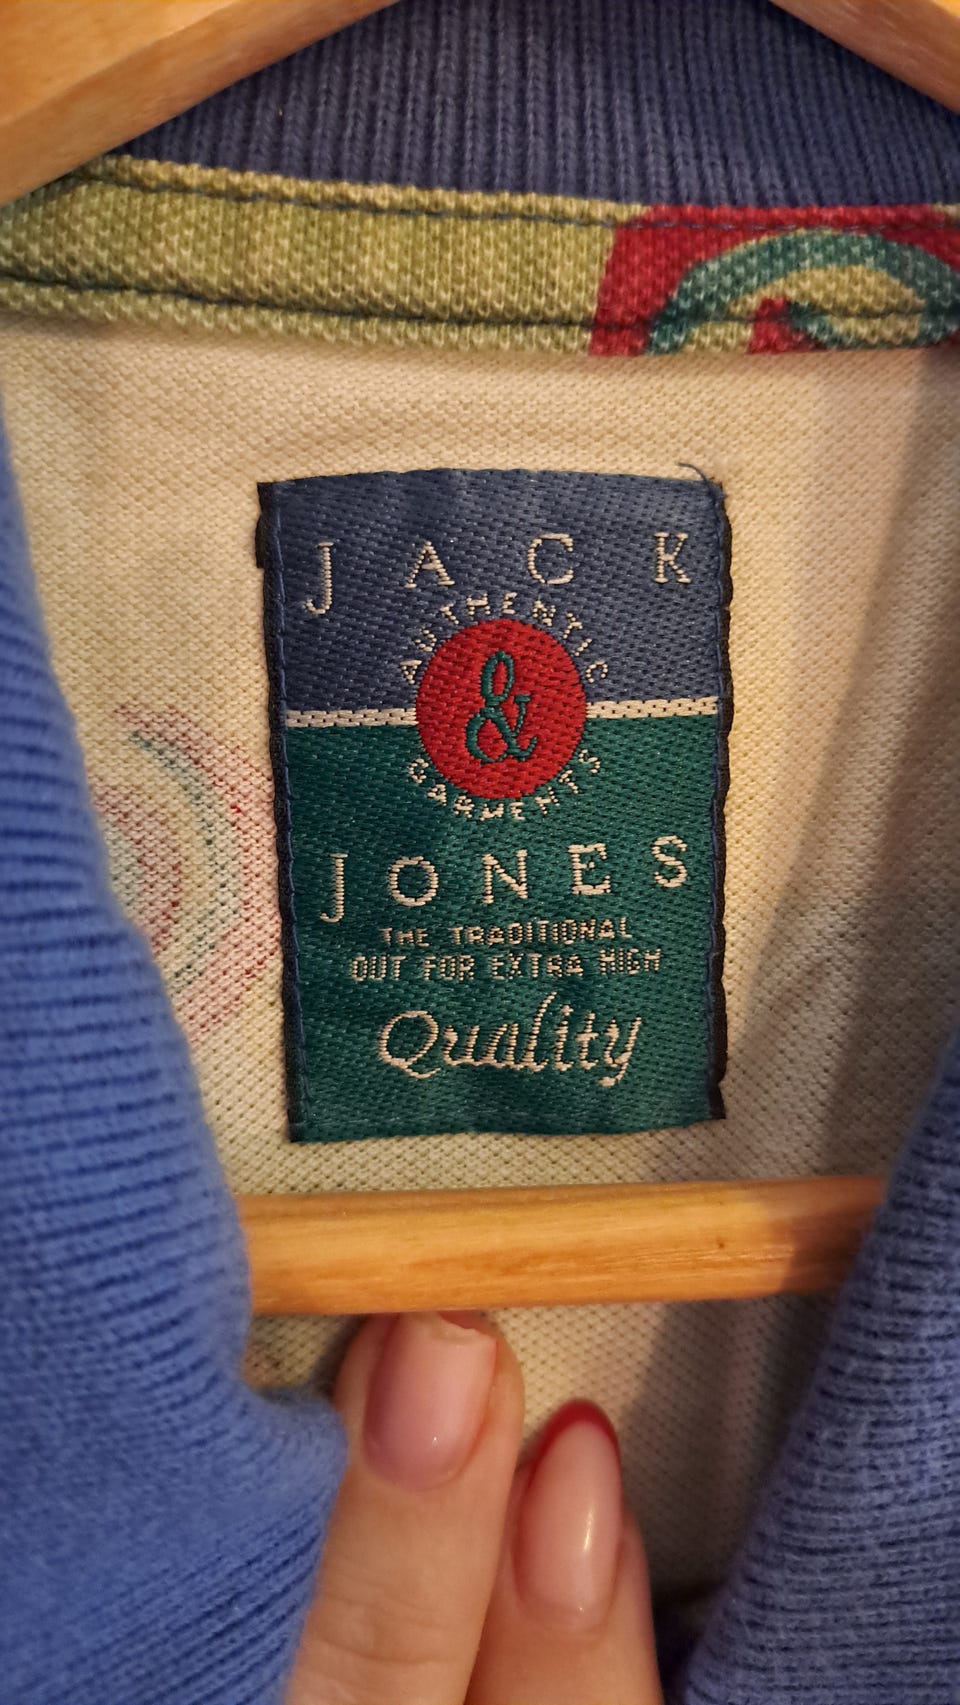 JACK
AUTHENTIC
&
GARMENTS
JONES
THE TRADITIONAL
OUT FOR EXTRA HIGH
Quality